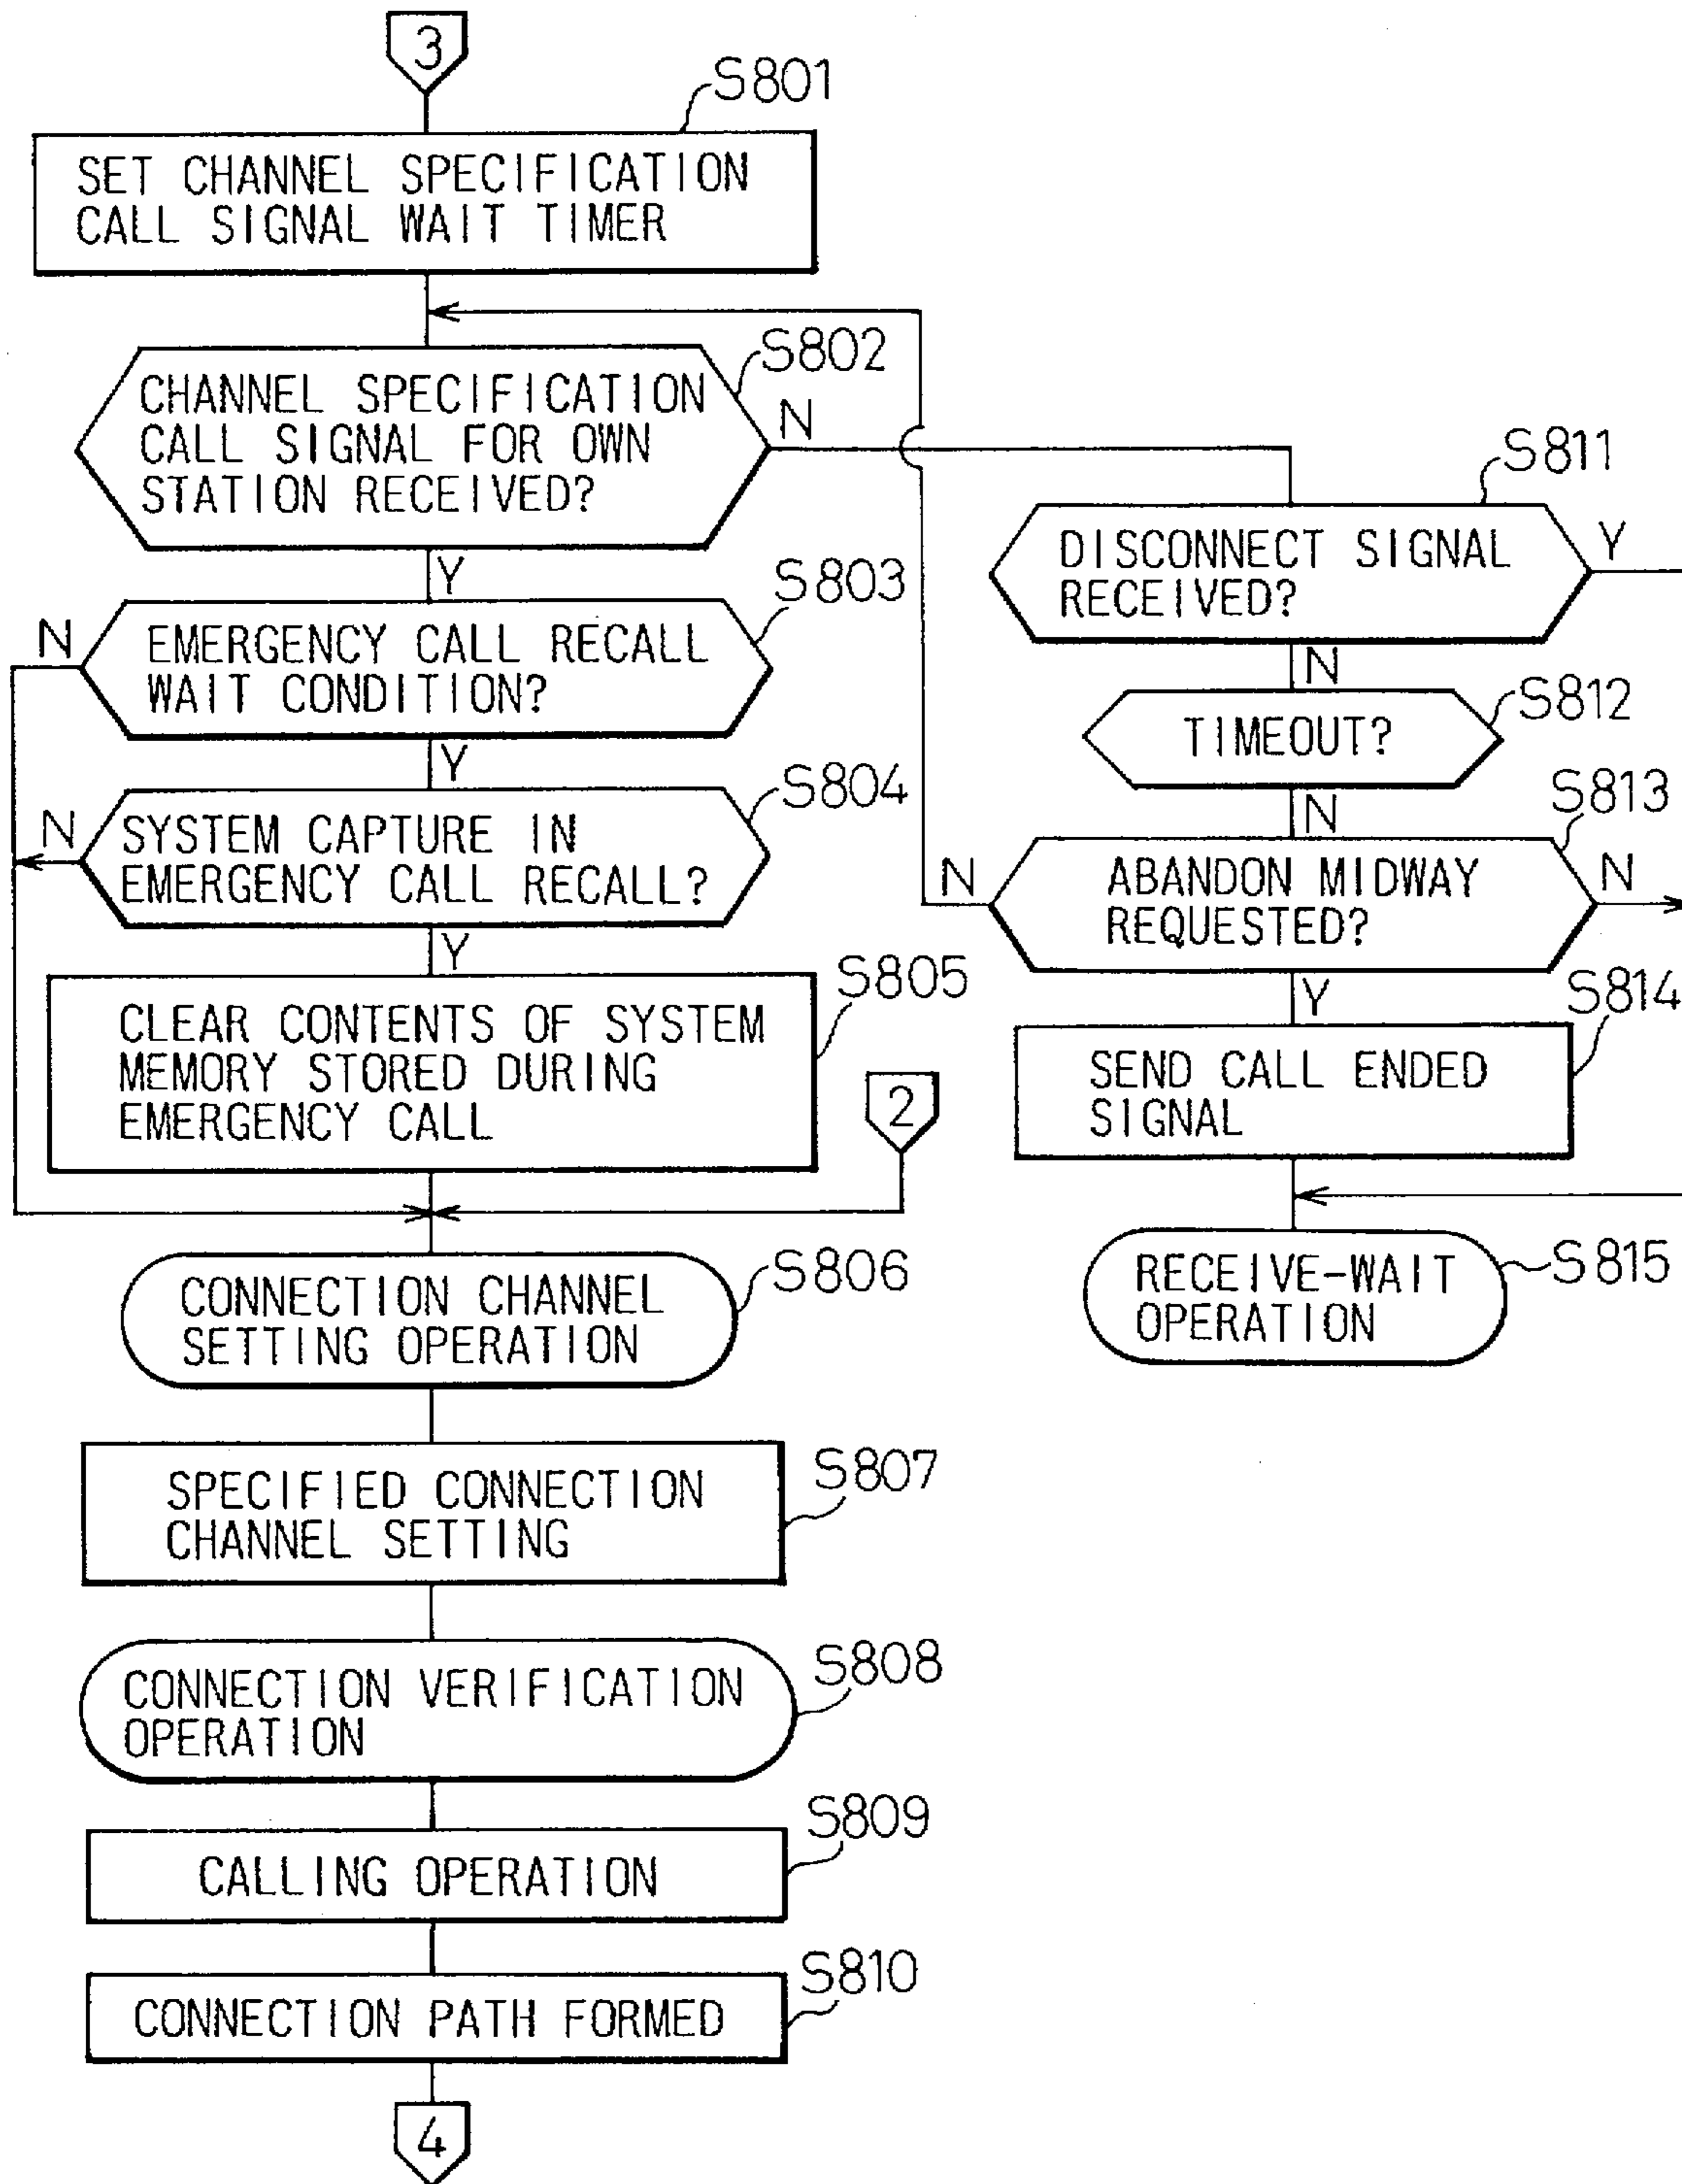 3
S801
SET CHANNEL SPECIFICATION
CALL SIGNAL WAIT TIMER
S802
CHANNEL SPECIFICATION
CALL SIGNAL FOR OWN
STATION RECEIVED?
N
Y
S803
N
EMERGENCY CALL RECALL
WAIT CONDITION?
Y
S804
N
SYSTEM CAPTURE IN
EMERGENCY CALL RECALL?
Y
S805
CLEAR CONTENTS OF SYSTEM
MEMORY STORED DURING
EMERGENCY CALL
2
S806
CONNECTION CHANNEL
SETTING OPERATION
S807
SPECIFIED CONNECTION
CHANNEL SETTING
S808
CONNECTION VERIFICATION
OPERATION
S809
CALLING OPERATION
S810
CONNECTION PATH FORMED
4
S811
DISCONNECT SIGNAL
RECEIVED?
Y
N
S812
TIMEOUT?
N
S813
N
ABANDON MIDWAY
REQUESTED?
N
Y
S814
SEND CALL ENDED
SIGNAL
S815
RECEIVE-WAIT
OPERATION